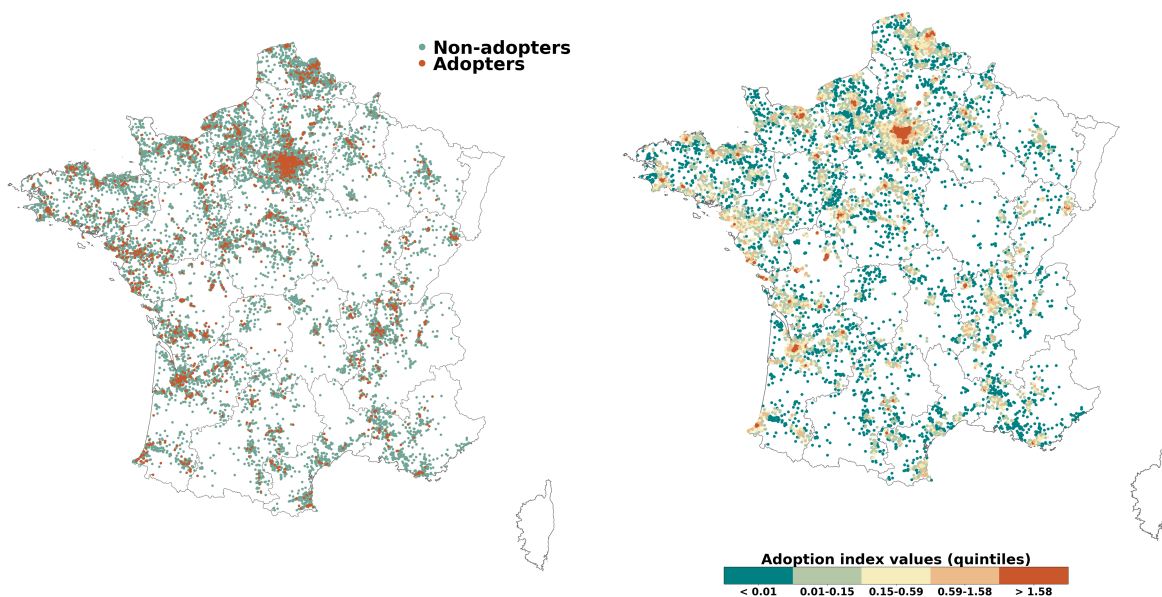 Non-adopters
Adopters
Adoption index values (quintiles)
< 0.01 0.01-0.15 0.15-0.59 0.59-1.58 > 1.58